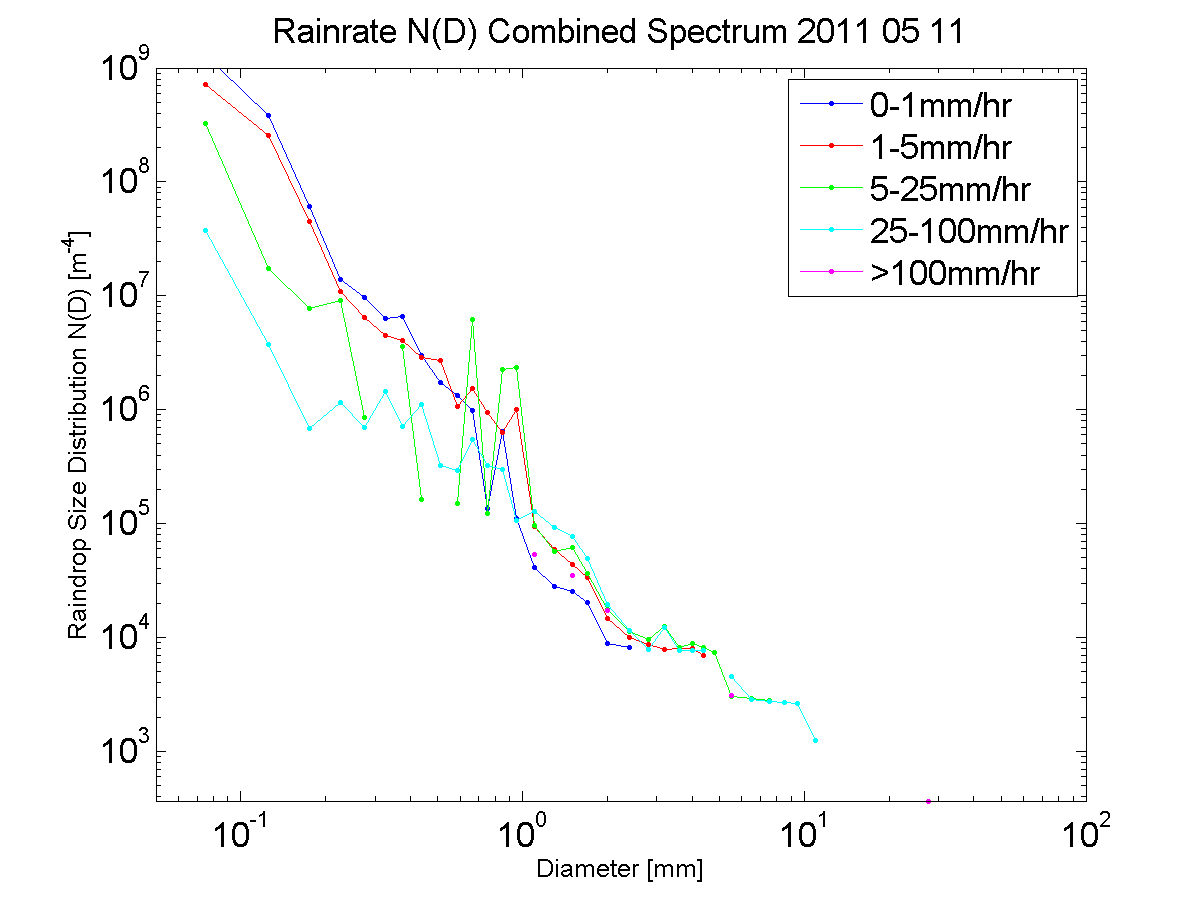 Rainrate N(D) Combined Spectrum 2011 05 11
10^9
10^8
10^7
10^6
10^5
10^4
10^3
Raindrop Size Distribution N(D) [m^-4]
0-1mm/hr
1-5mm/hr
5-25mm/hr
25-100mm/hr
>100mm/hr
10^-1
10^0
10^1
10^2
Diameter [mm]